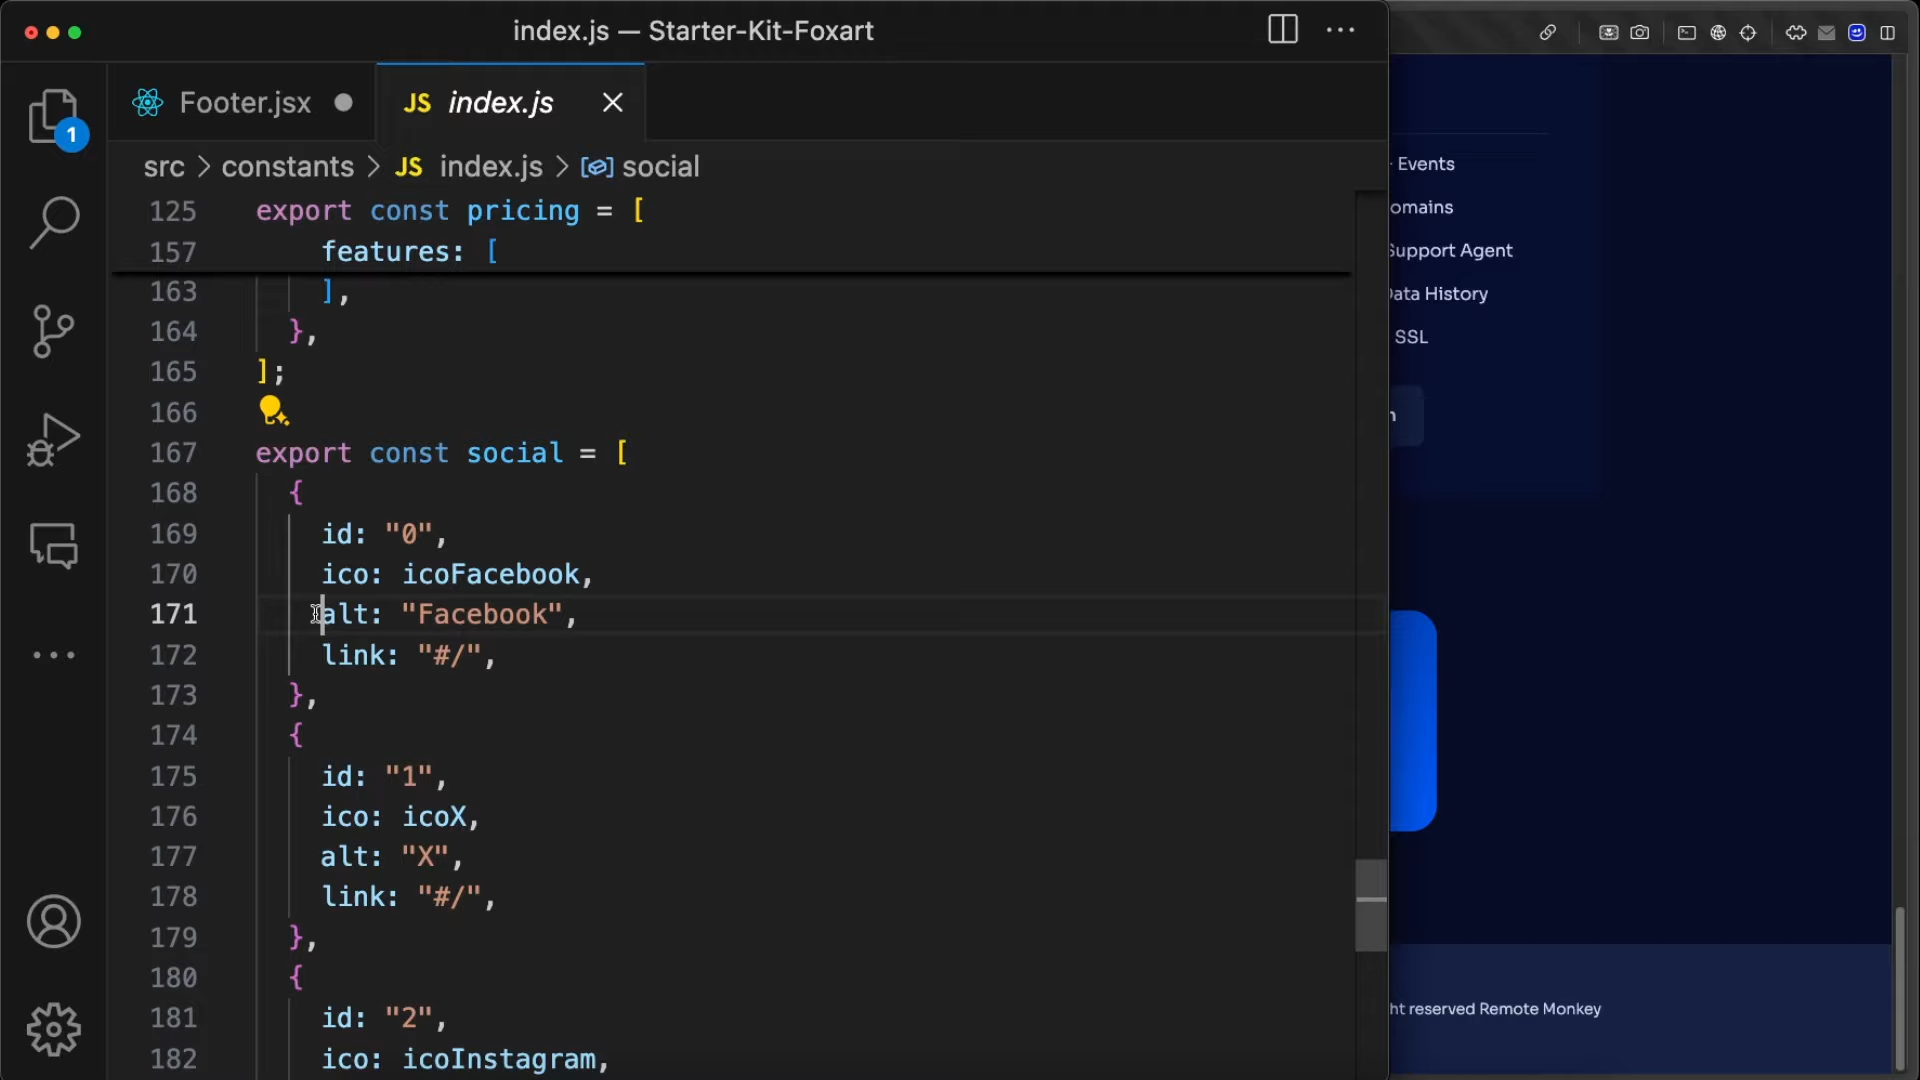 index.js — Starter-Kit-Foxart
Footer.jsx
JS index.js
1
src > constants > JS index.js > social
125 export const pricing = [
157 features: [
163 ],
164 },
165 ];
166
167 export const social = [
168 {
169 id: "0",
170 ico: icoFacebook,
171 alt: "Facebook",
172 link: "#/",
173 },
174 {
175 id: "1",
176 ico: icoX,
177 alt: "X",
178 link: "#/",
179 },
180 {
181 id: "2",
182 ico: icoInstagram,
Events
omains
Support Agent
Data History
SSL
n
ht reserved Remote Monkey